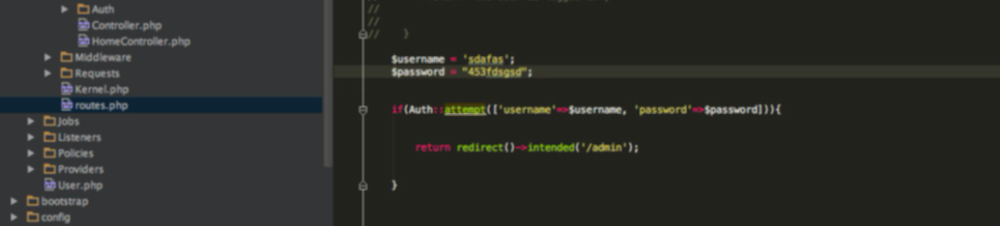 Auth
Controller.php
HomeController.php
Middleware
Requests
Kernel.php
routes.php
Jobs
Listeners
Policies
Providers
User.php
bootstrap
config
//
//
// }
$username = 'sdafas';
$password = "453fdsgsd";
if(Auth::attempt(['username'=>$username, 'password'=>$password])){
return redirect()->intended('/admin');
}